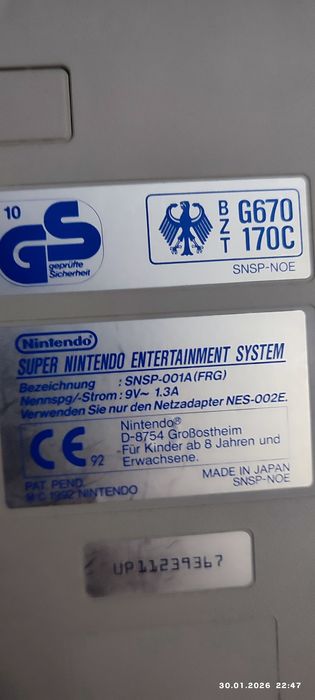 10
GS
geprüfte
Sicherheit
BZT
G670
170C
SNSP-NOE
Nintendo
SUPER NINTENDO ENTERTAINMENT SYSTEM
Bezeichnung : SNSP-001A(FRG)
Nennspg/-Strom : 9V~ 1.3A
Verwenden Sie nur den Netzadapter NES-002E.
CE 92
Nintendo®
D-8754 Großostheim
-Für Kinder ab 8 Jahren und
Erwachsene.
PAT. PEND.
© 1992 NINTENDO
MADE IN JAPAN
SNSP-NOE
UP11239367
30.01.2026 22:47